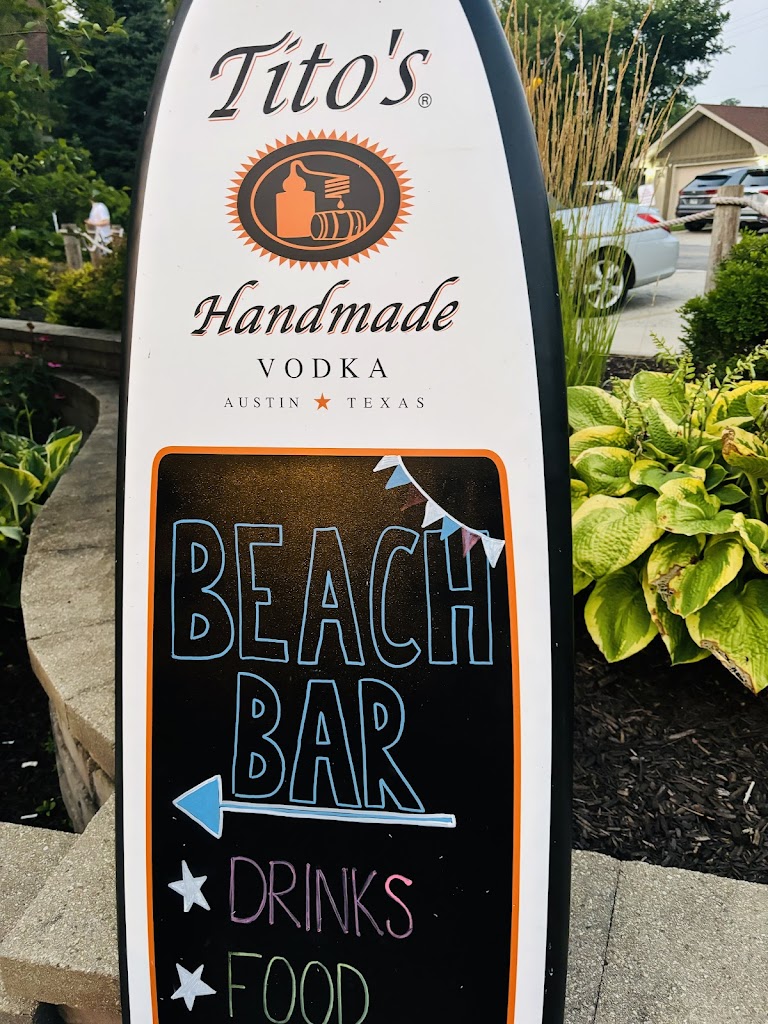 Tito's®
Handmade
VODKA
AUSTIN ★ TEXAS
BEACH
BAR
DRINKS
FOOD